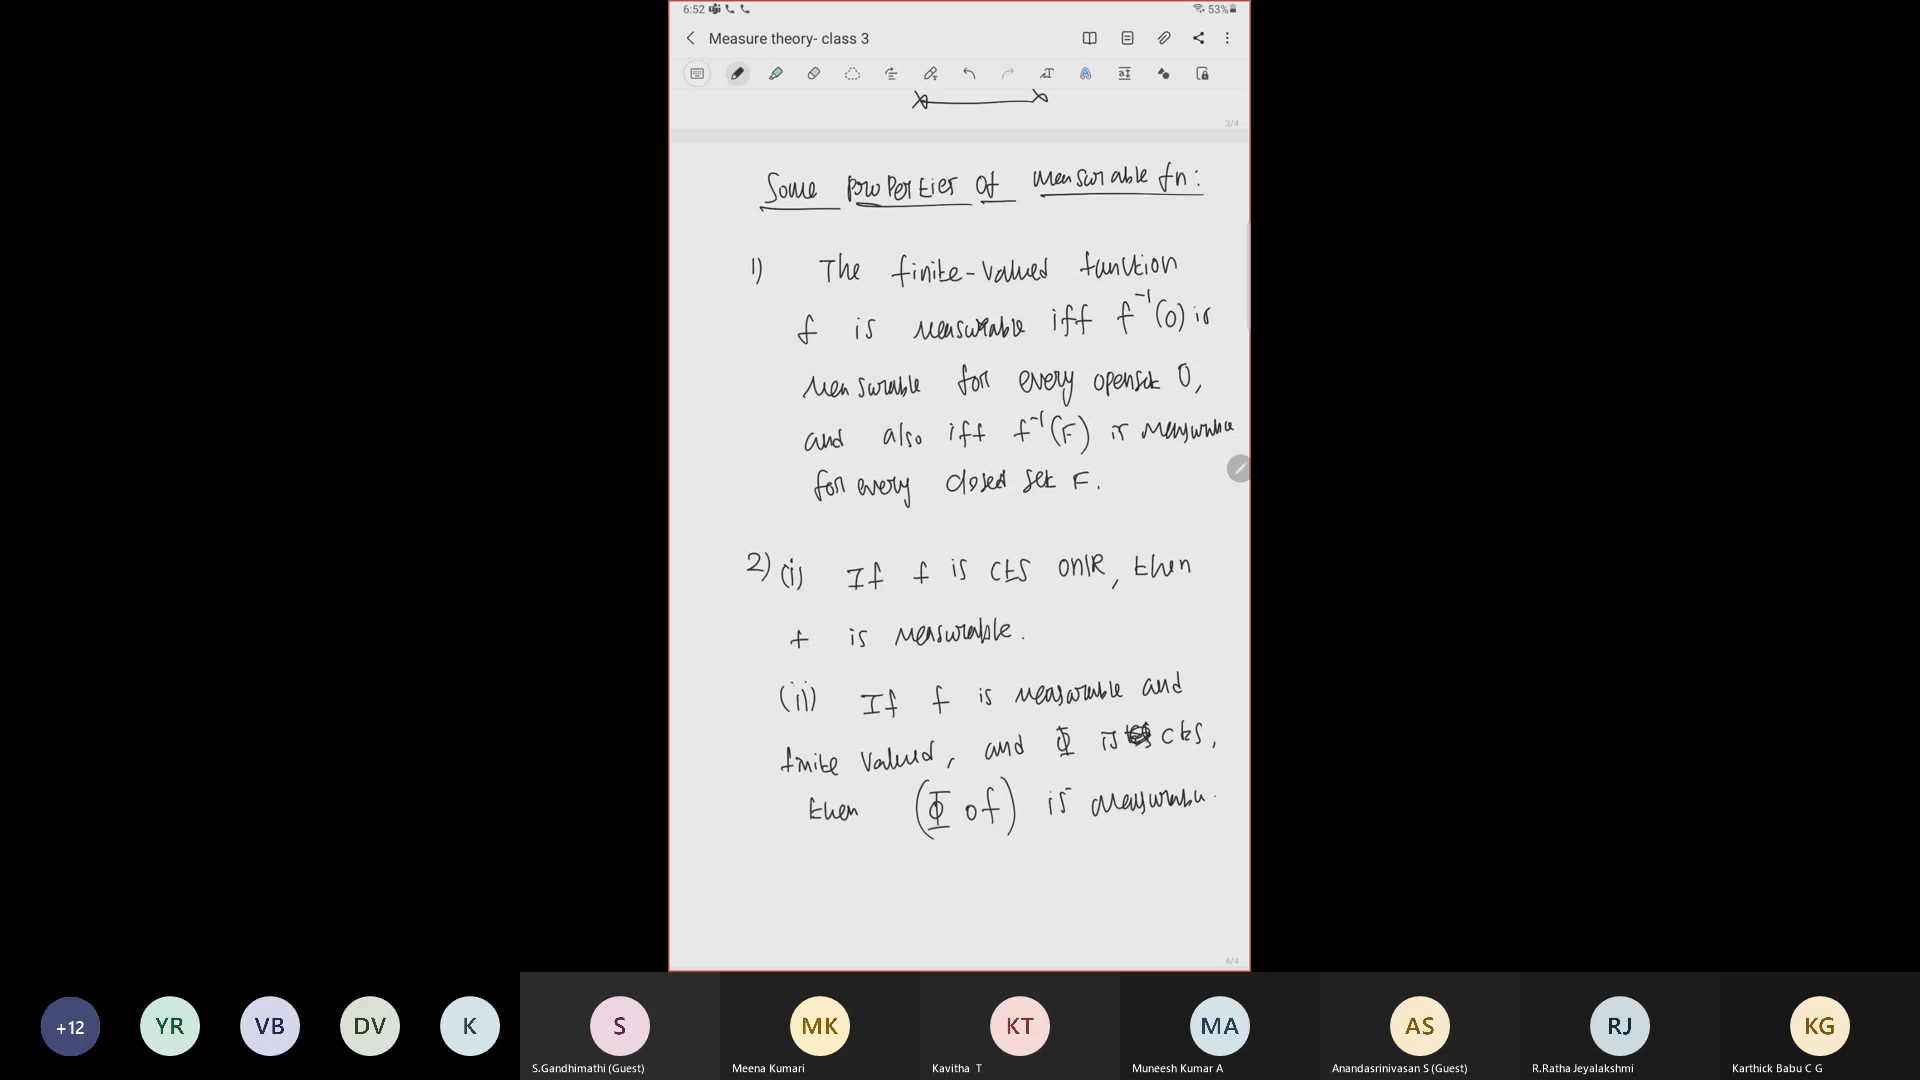 6:52
53%
Measure theory- class 3
3/4
Some properties of measurable fn:
1) The finite-valued function
f is measurable iff f⁻¹(O) is
measurable for every openset O,
and also iff f⁻¹(F) is measurable
for every closed set F.
2) (i) If f is cts on ℝ, then
f is measurable.
(ii) If f is measurable and
finite valued, and Φ is cts,
then (Φ o f) is measurable.
4/4
+12
YR
VB
DV
K
S
MK
KT
MA
AS
RJ
KG
S.Gandhimathi (Guest)
Meena Kumari
Kavitha T
Muneesh Kumar A
Anandasrinivasan S (Guest)
R.Ratha Jeyalakshmi
Karthick Babu C G